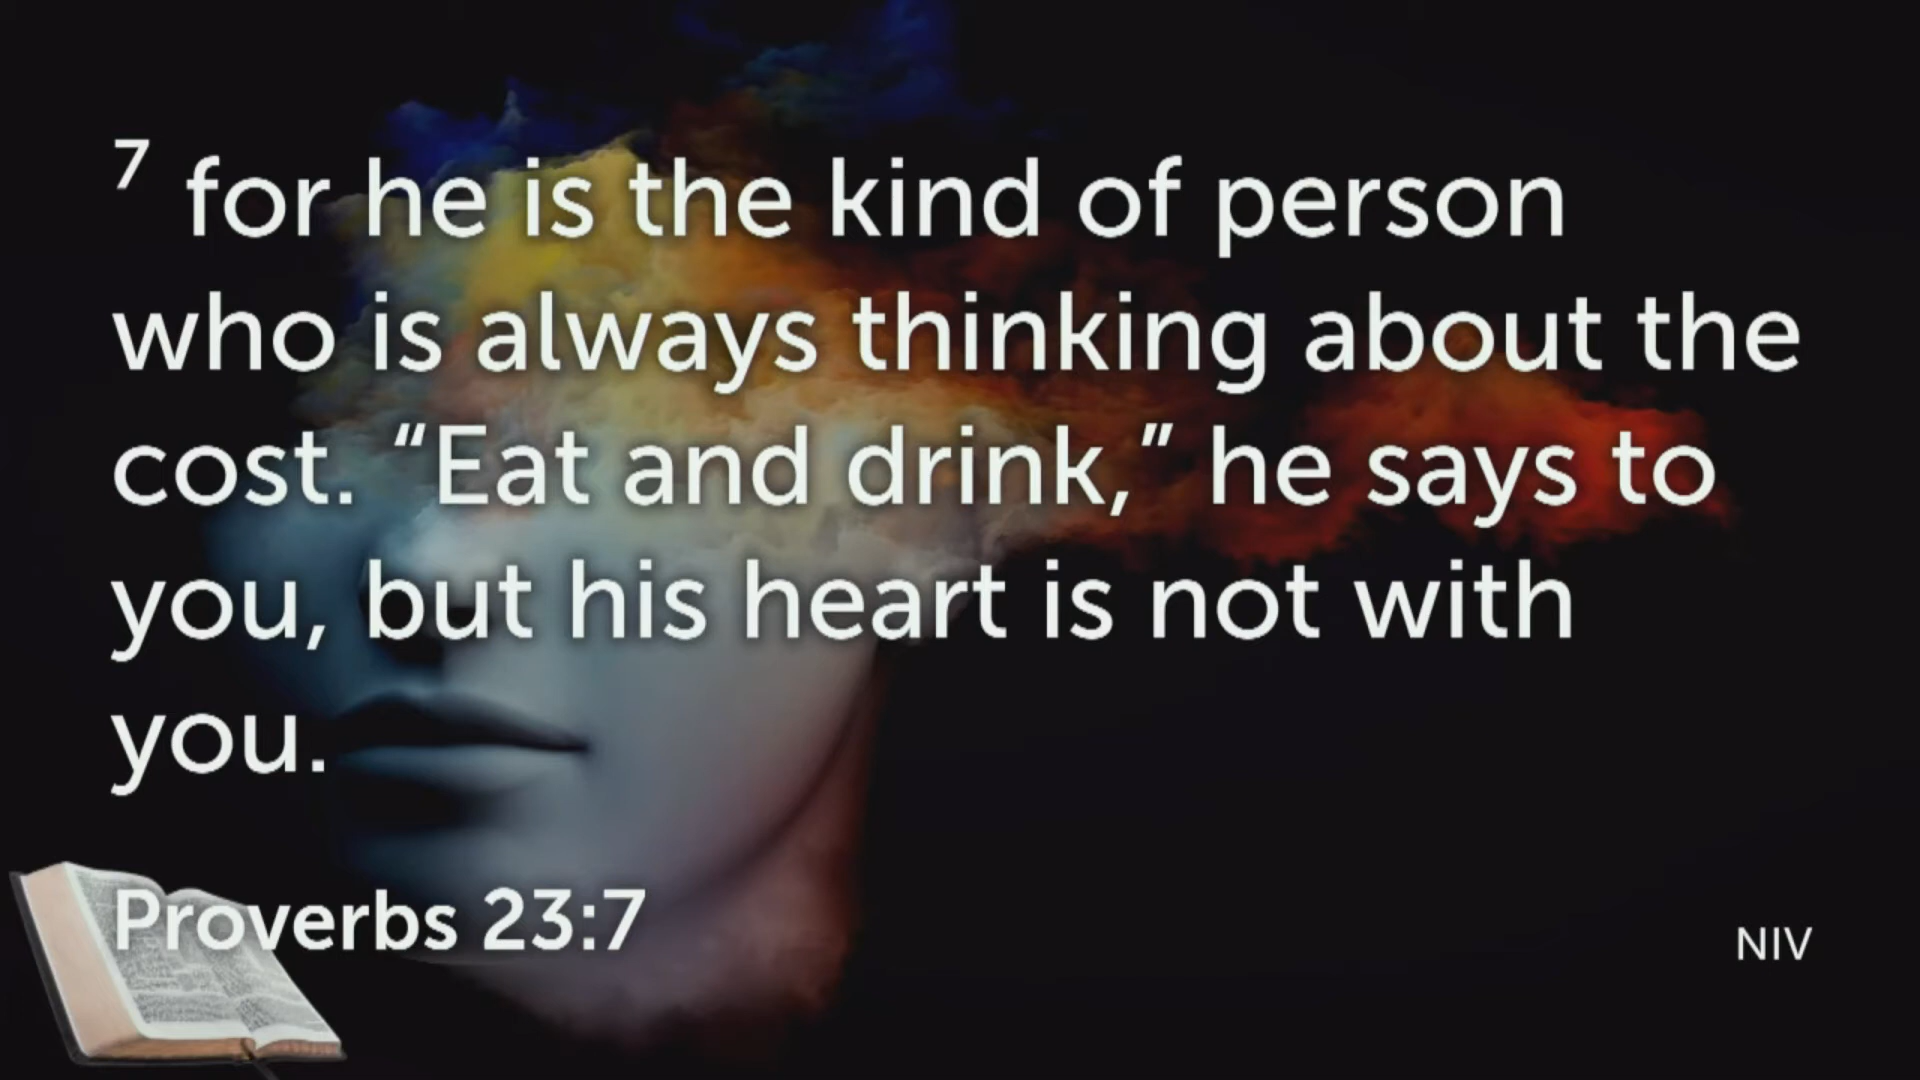 7 for he is the kind of person
who is always thinking about the
cost. “Eat and drink,” he says to
you, but his heart is not with
you.
Proverbs 23:7
NIV